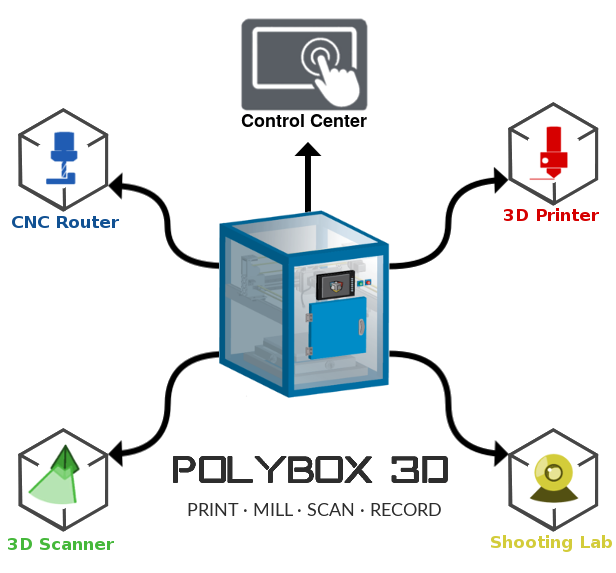 Control Center
CNC Router
3D Printer
POLYBOX 3D
PRINT · MILL · SCAN · RECORD
3D Scanner
Shooting Lab